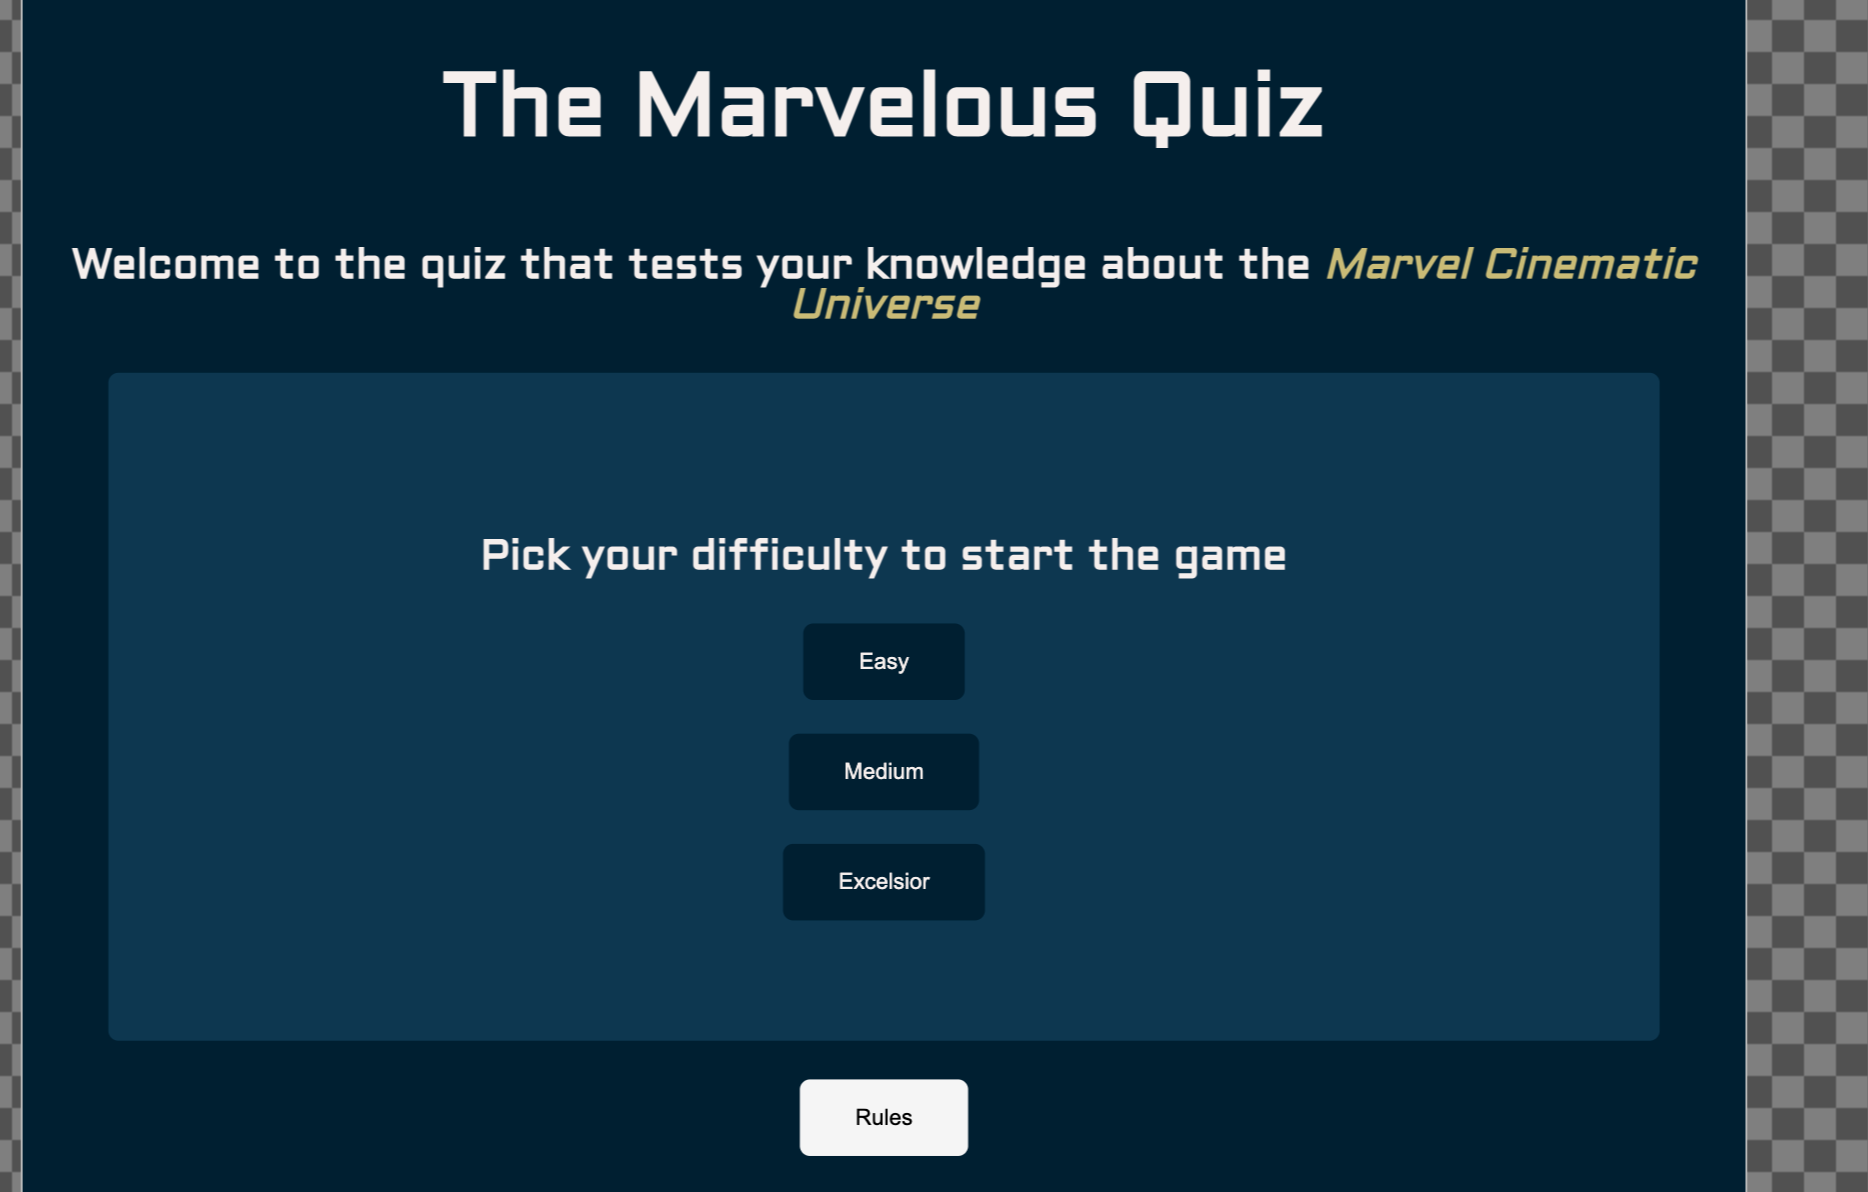 The Marvelous Quiz
Welcome to the quiz that tests your knowledge about the Marvel Cinematic
Universe
Pick your difficulty to start the game
Easy
Medium
Excelsior
Rules